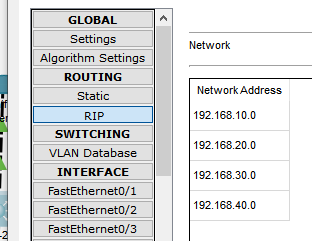 GLOBAL
Settings
Algorithm Settings
ROUTING
Static
RIP
SWITCHING
VLAN Database
INTERFACE
FastEthernet0/1
FastEthernet0/2
FastEthernet0/3
Network
Network Address
192.168.10.0
192.168.20.0
192.168.30.0
192.168.40.0